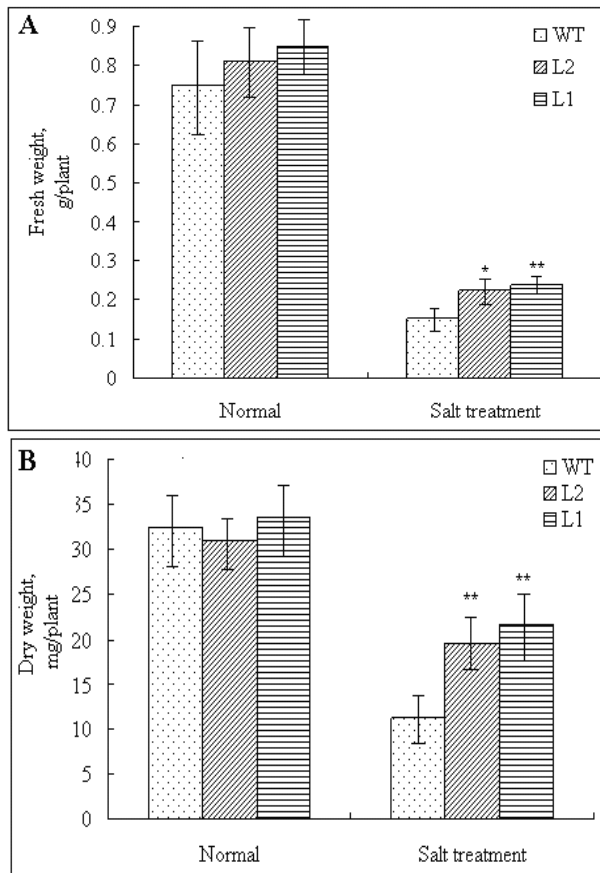 A
0.9
0.8
0.7
0.6
0.5
0.4
0.3
0.2
0.1
0
Fresh weight,
g/plant
WT
L2
L1
*
**
Normal
Salt treatment
B
40
35
30
25
20
15
10
5
0
Dry weight,
mg/plant
WT
L2
L1
**
**
Normal
Salt treatment